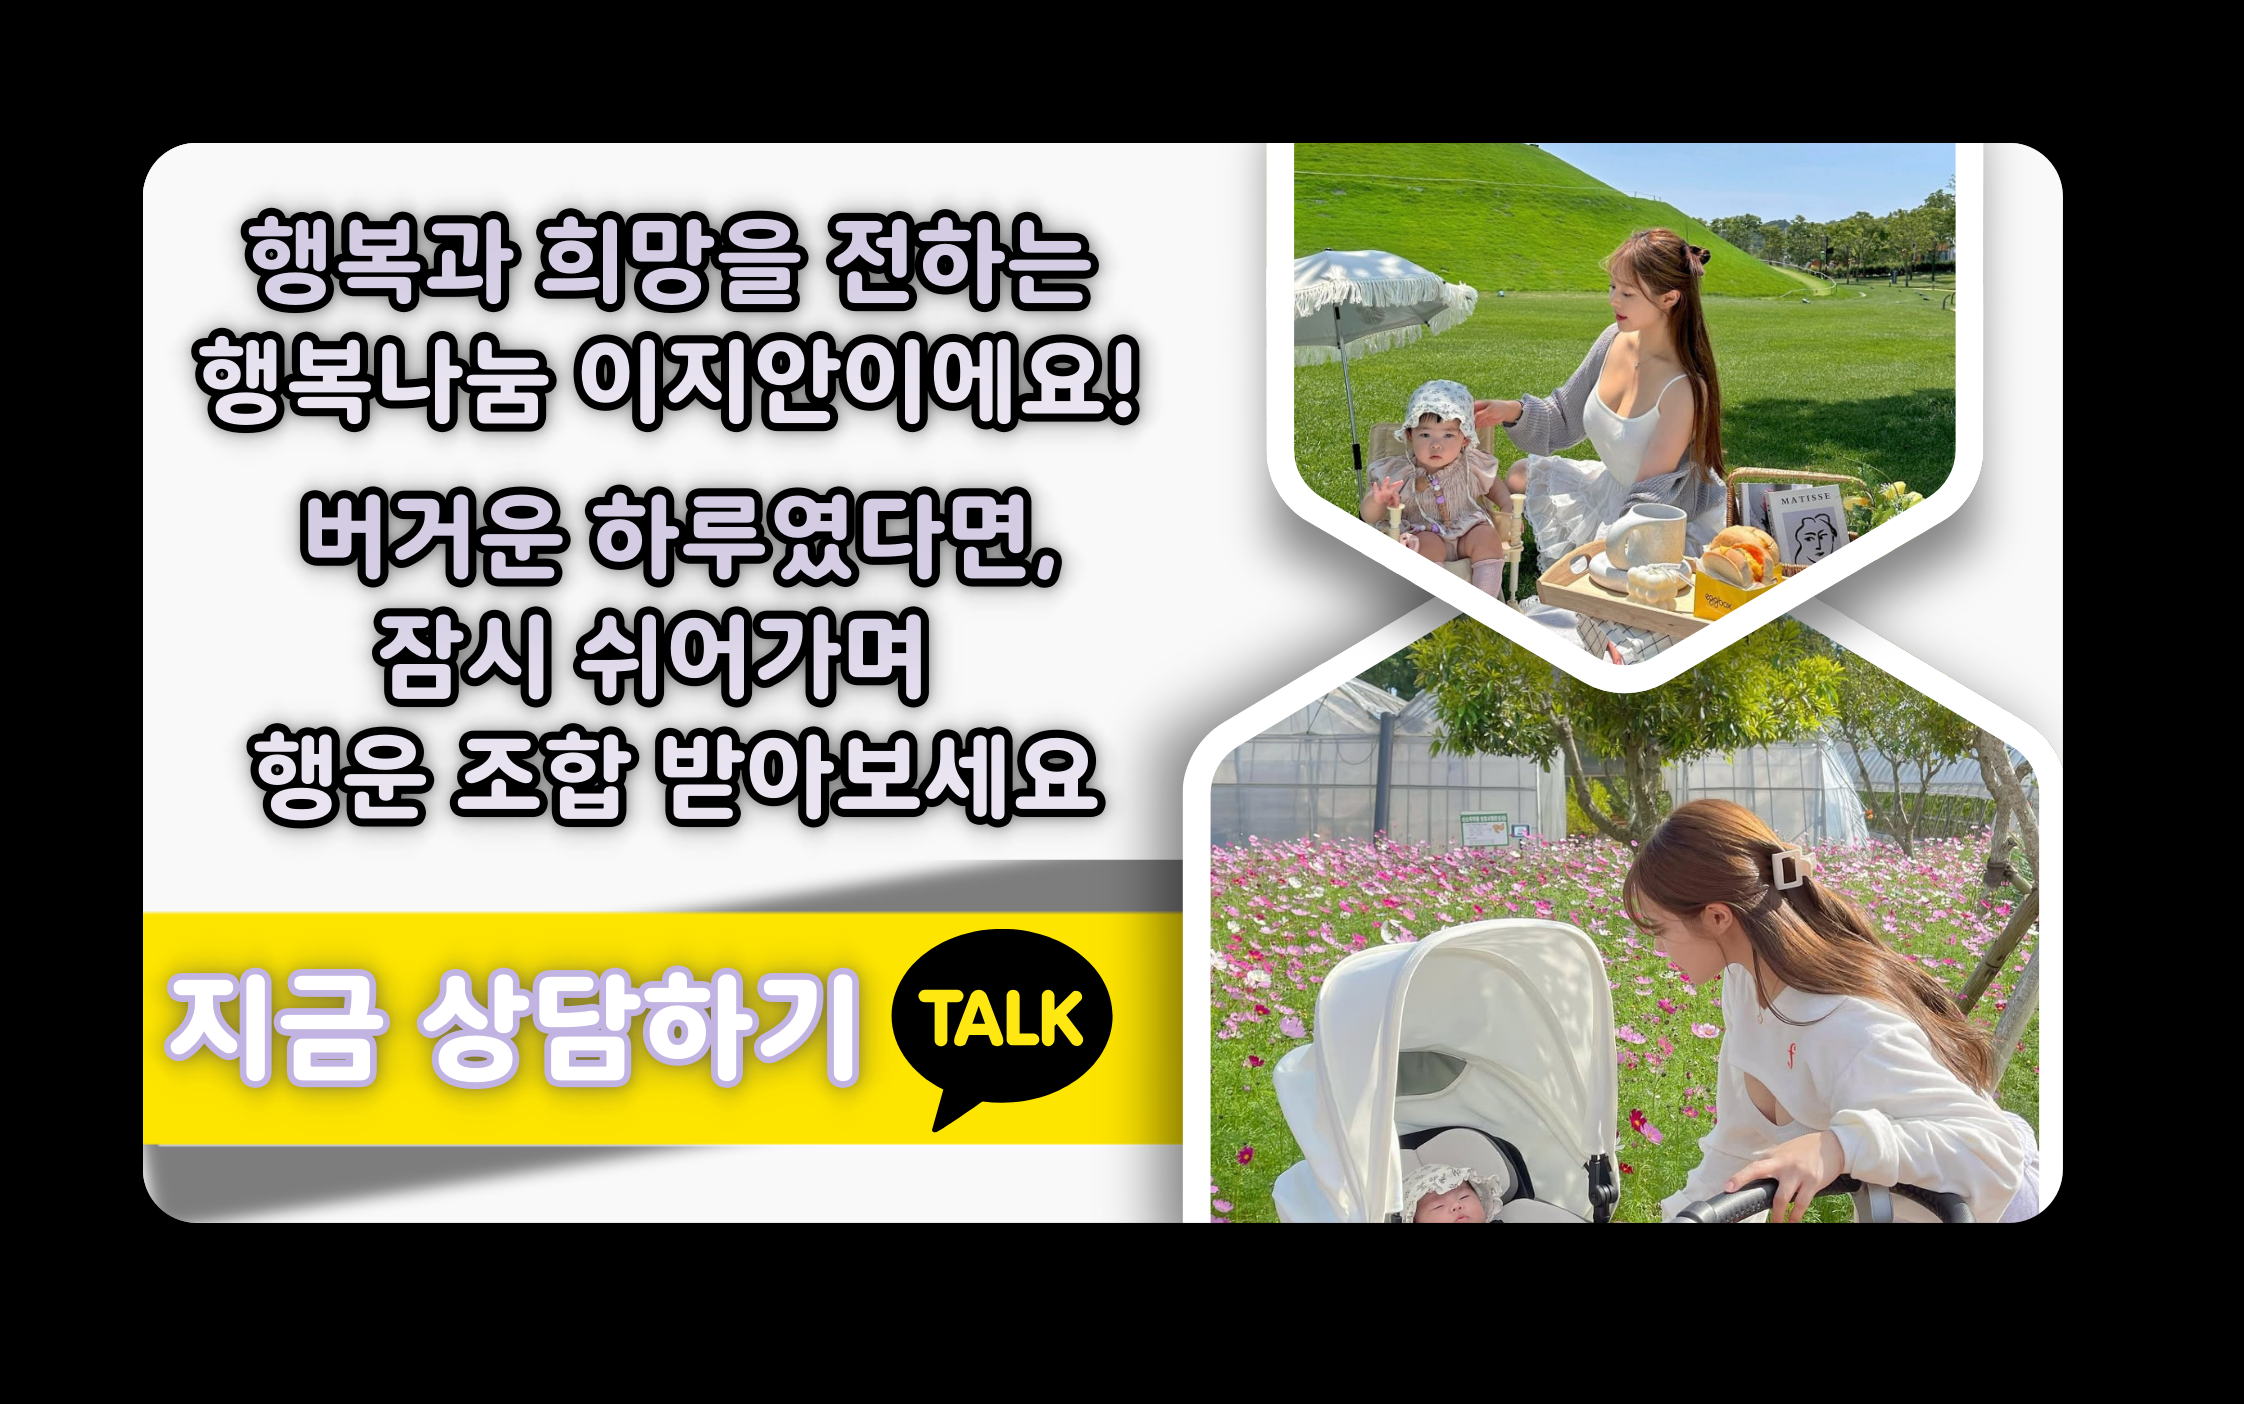 행복과 희망을 전하는
행복나눔 이지안이에요!
버거운 하루였다면,
잠시 쉬어가며
행운 조합 받아보세요
지금 상담하기
TALK
MATISSE
eggbox
f